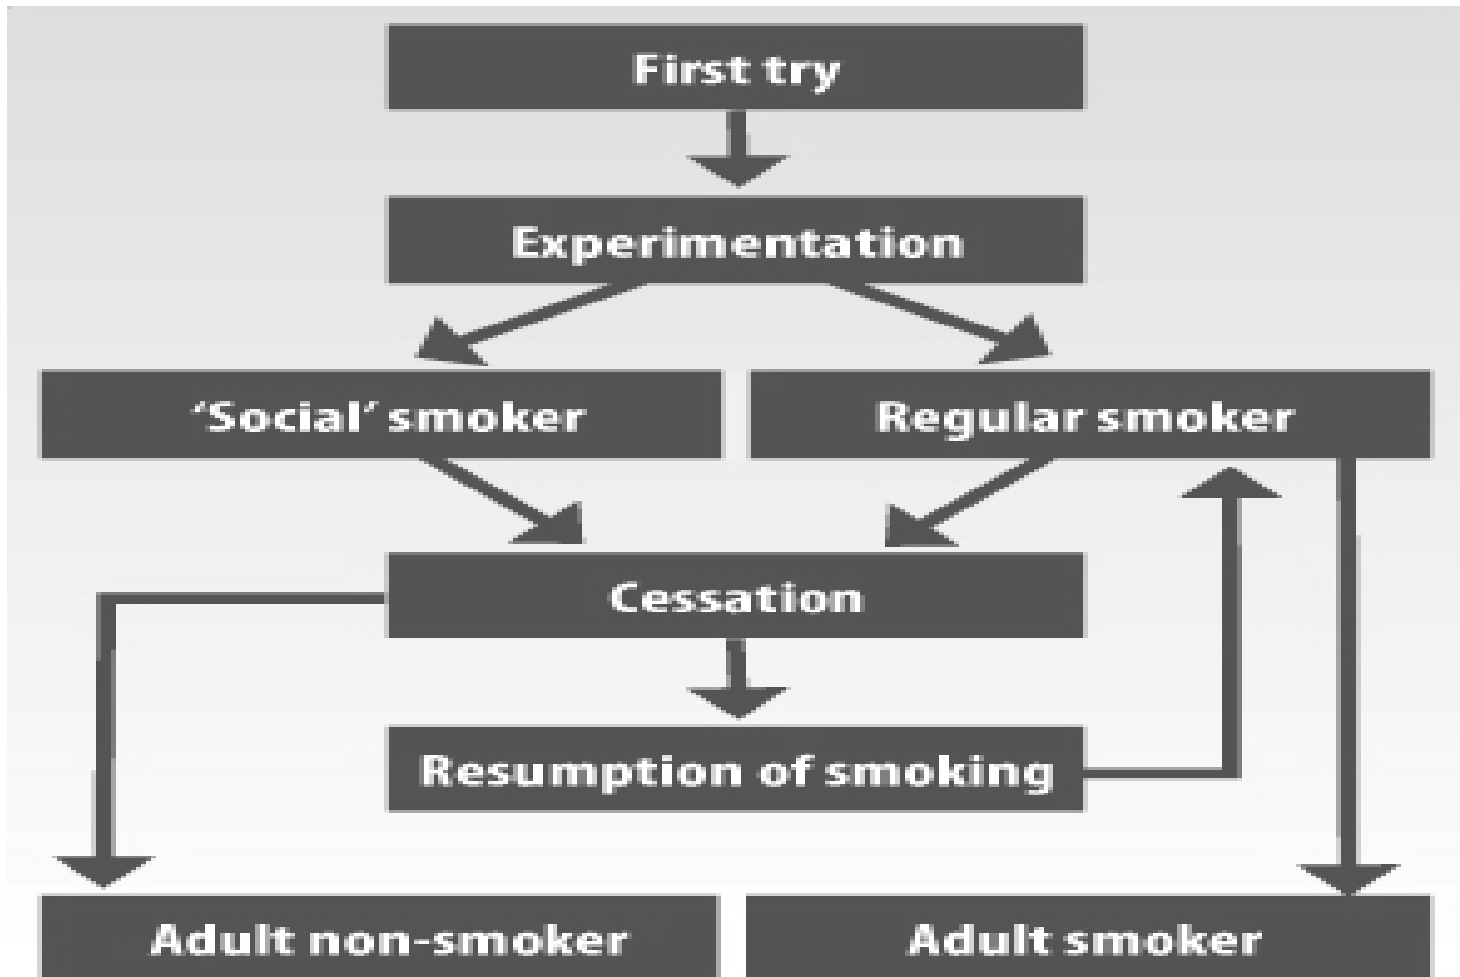 First try
Experimentation
‘Social’ smoker
Regular smoker
Cessation
Resumption of smoking
Adult non-smoker
Adult smoker